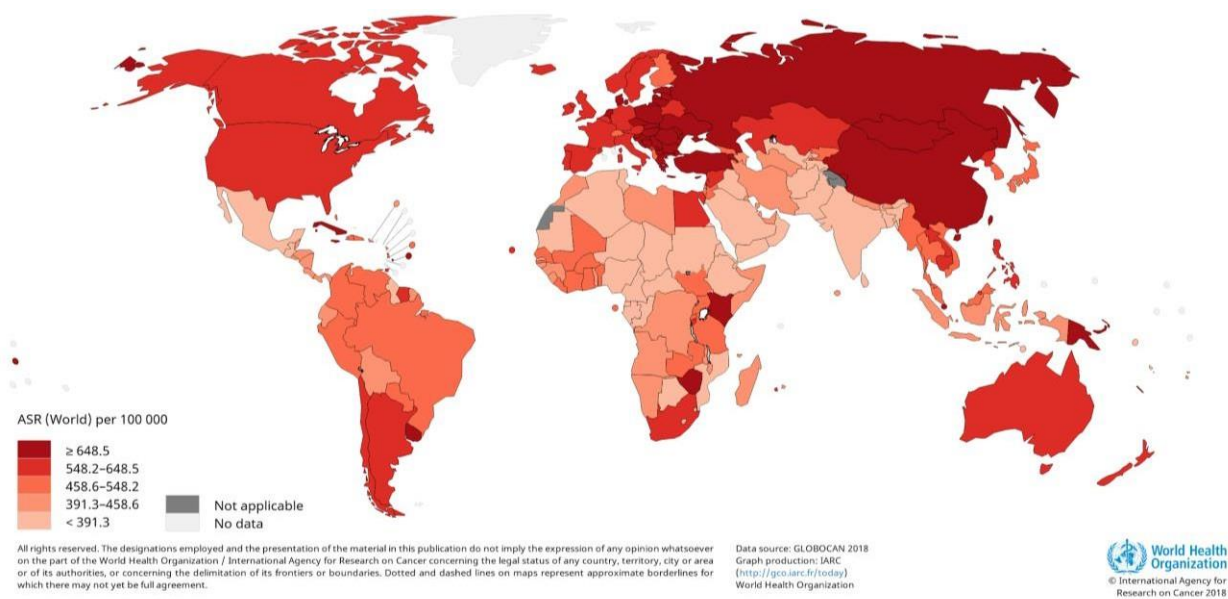 ASR (World) per 100 000
≥ 648.5
548.2–648.5
458.6–548.2
391.3–458.6
< 391.3
Not applicable
No data
All rights reserved. The designations employed and the presentation of the material in this publication do not imply the expression of any opinion whatsoever
on the part of the World Health Organization / International Agency for Research on Cancer concerning the legal status of any country, territory, city or area
or of its authorities, or concerning the delimitation of its frontiers or boundaries. Dotted and dashed lines on maps represent approximate borderlines for
which there may not yet be full agreement.
Data source: GLOBOCAN 2018
Graph production: IARC
(http://gco.iarc.fr/today)
World Health Organization
World Health
Organization
© International Agency for
Research on Cancer 2018